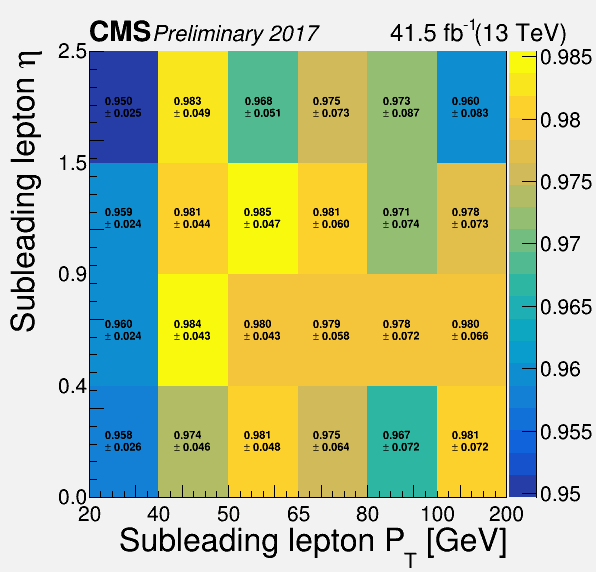 CMS Preliminary 2017 41.5 fb-1(13 TeV)
Subleading lepton η
2.5
1.5
0.9
0.4
0.0
0.950 0.983 0.968 0.975 0.973 0.960
± 0.025 ± 0.049 ± 0.051 ± 0.073 ± 0.087 ± 0.083
0.959 0.981 0.985 0.981 0.971 0.978
± 0.024 ± 0.044 ± 0.047 ± 0.060 ± 0.074 ± 0.073
0.960 0.984 0.980 0.979 0.978 0.980
± 0.024 ± 0.043 ± 0.043 ± 0.058 ± 0.072 ± 0.066
0.958 0.974 0.981 0.975 0.967 0.981
± 0.026 ± 0.046 ± 0.048 ± 0.064 ± 0.072 ± 0.072
20 40 50 65 80 100 200
Subleading lepton PT [GeV]
0.985
0.98
0.975
0.97
0.965
0.96
0.955
0.95